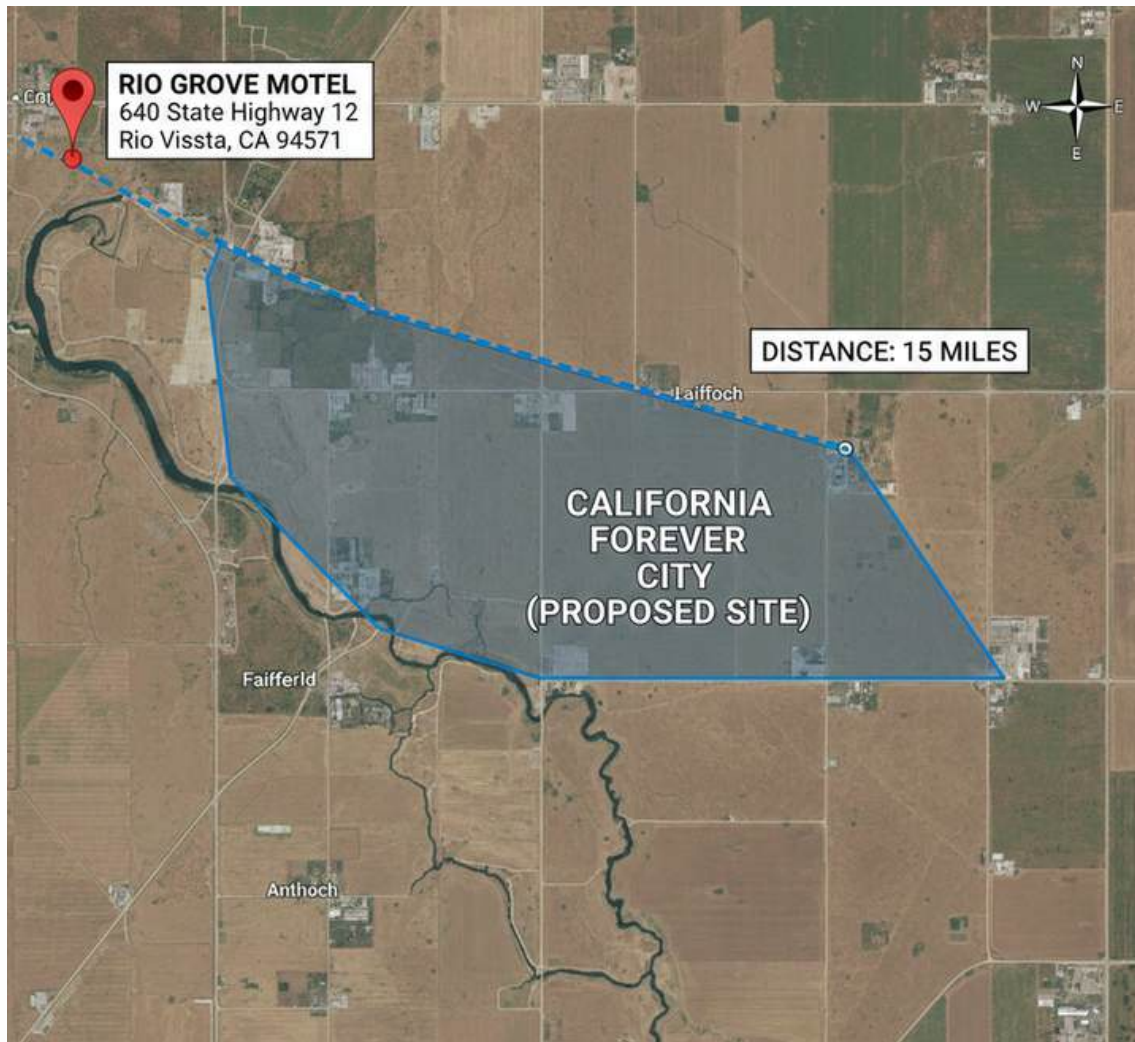 RIO GROVE MOTEL
640 State Highway 12
Rio Vissta, CA 94571
N
W
E
E
DISTANCE: 15 MILES
Laiffoch
CALIFORNIA
FOREVER
CITY
(PROPOSED SITE)
Faifferld
Anthoch